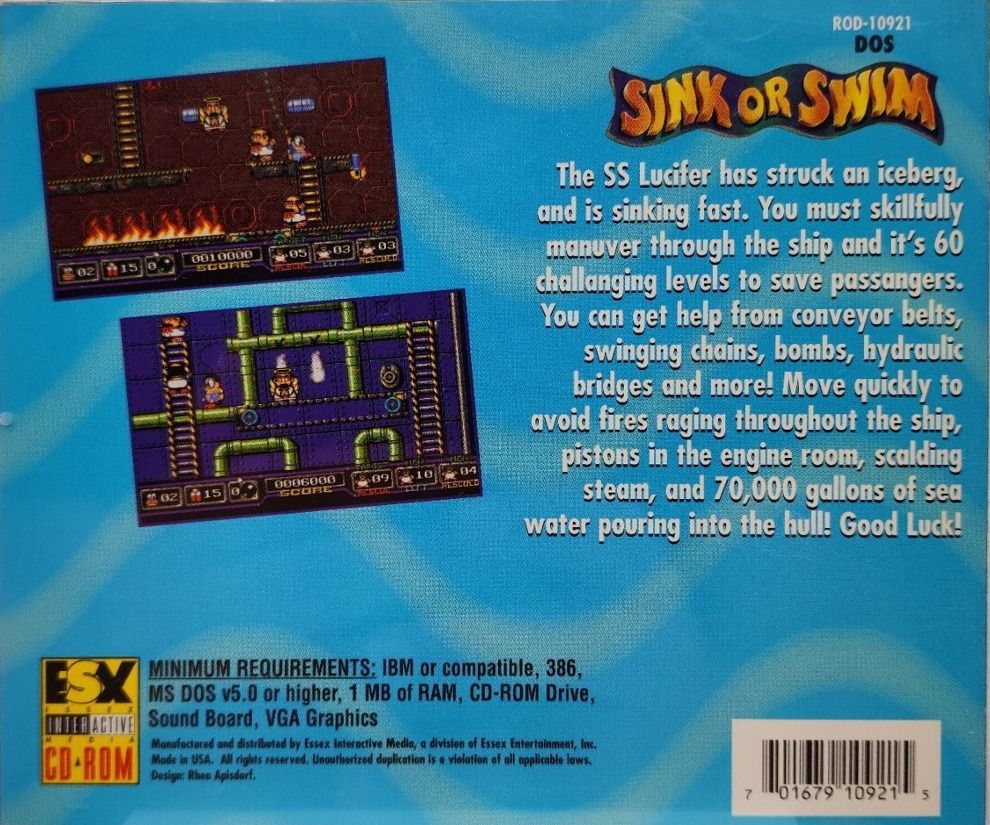 ROD-10921
DOS
SINK OR SWIM
The SS Lucifer has struck an iceberg,
and is sinking fast. You must skillfully
manuver through the ship and it's 60
challanging levels to save passangers.
You can get help from conveyor belts,
swinging chains, bombs, hydraulic
bridges and more! Move quickly to
avoid fires raging throughout the ship,
pistons in the engine room, scalding
steam, and 70,000 gallons of sea
water pouring into the hull! Good Luck!
02 15 0 0010000 05 03 03
SCORE RESCUE LEFT RESCUED
02 15 0 0006000 09 10 04
SCORE RESCUE LEFT RESCUED
ESX
ESSEX
INTERACTIVE
MEDIA
CD-ROM
MINIMUM REQUIREMENTS: IBM or compatible, 386,
MS DOS v5.0 or higher, 1 MB of RAM, CD-ROM Drive,
Sound Board, VGA Graphics
Manufactured and distributed by Essex Interactive Media, a division of Essex Entertainment, Inc.
Made in USA. All rights reserved. Unauthorized duplication is a violation of all applicable laws.
Design: Rhea Apisdorf.
7 01679 10921 5